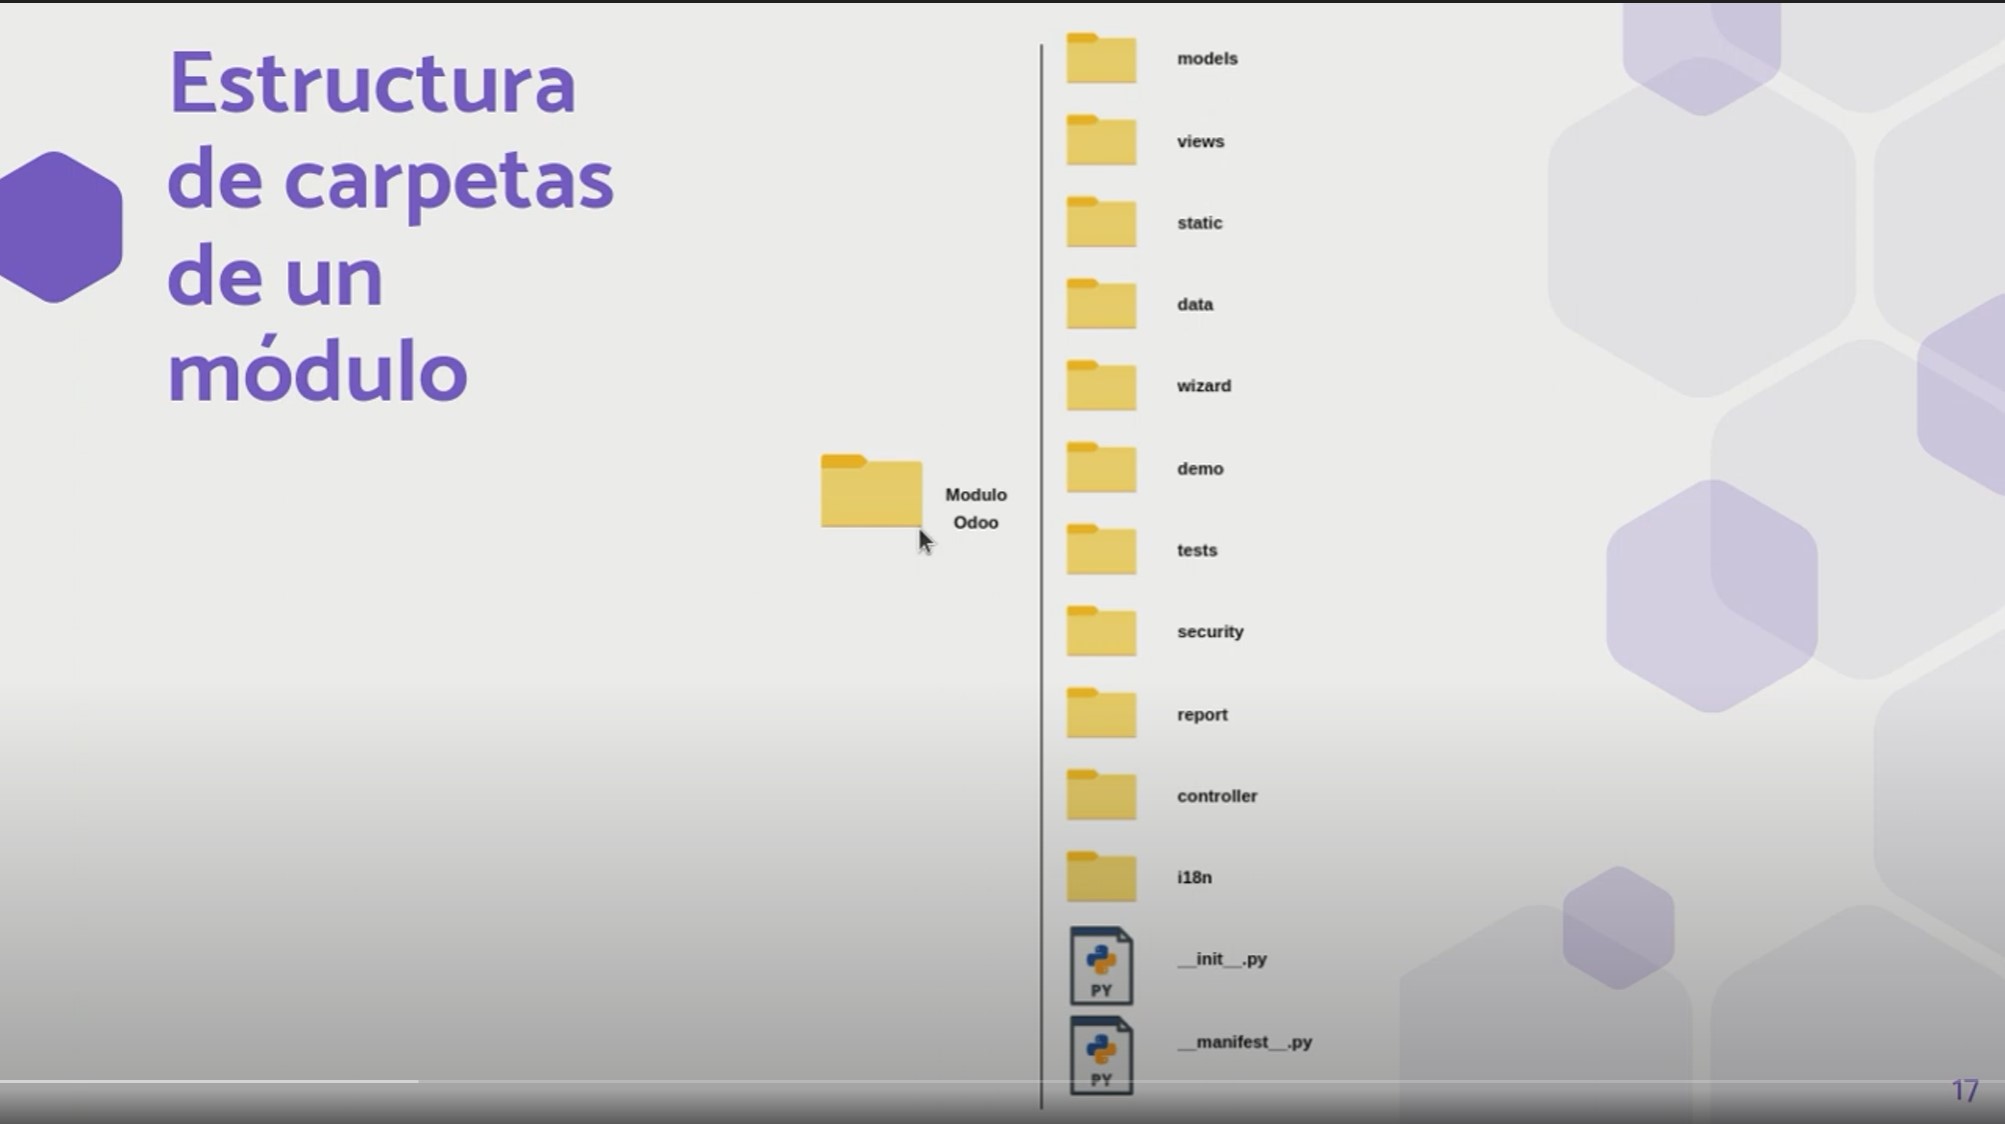 Estructura
de carpetas
de un
módulo
Modulo
Odoo
models
views
static
data
wizard
demo
tests
security
report
controller
i18n
PY
__init__.py
PY
__manifest__.py
17